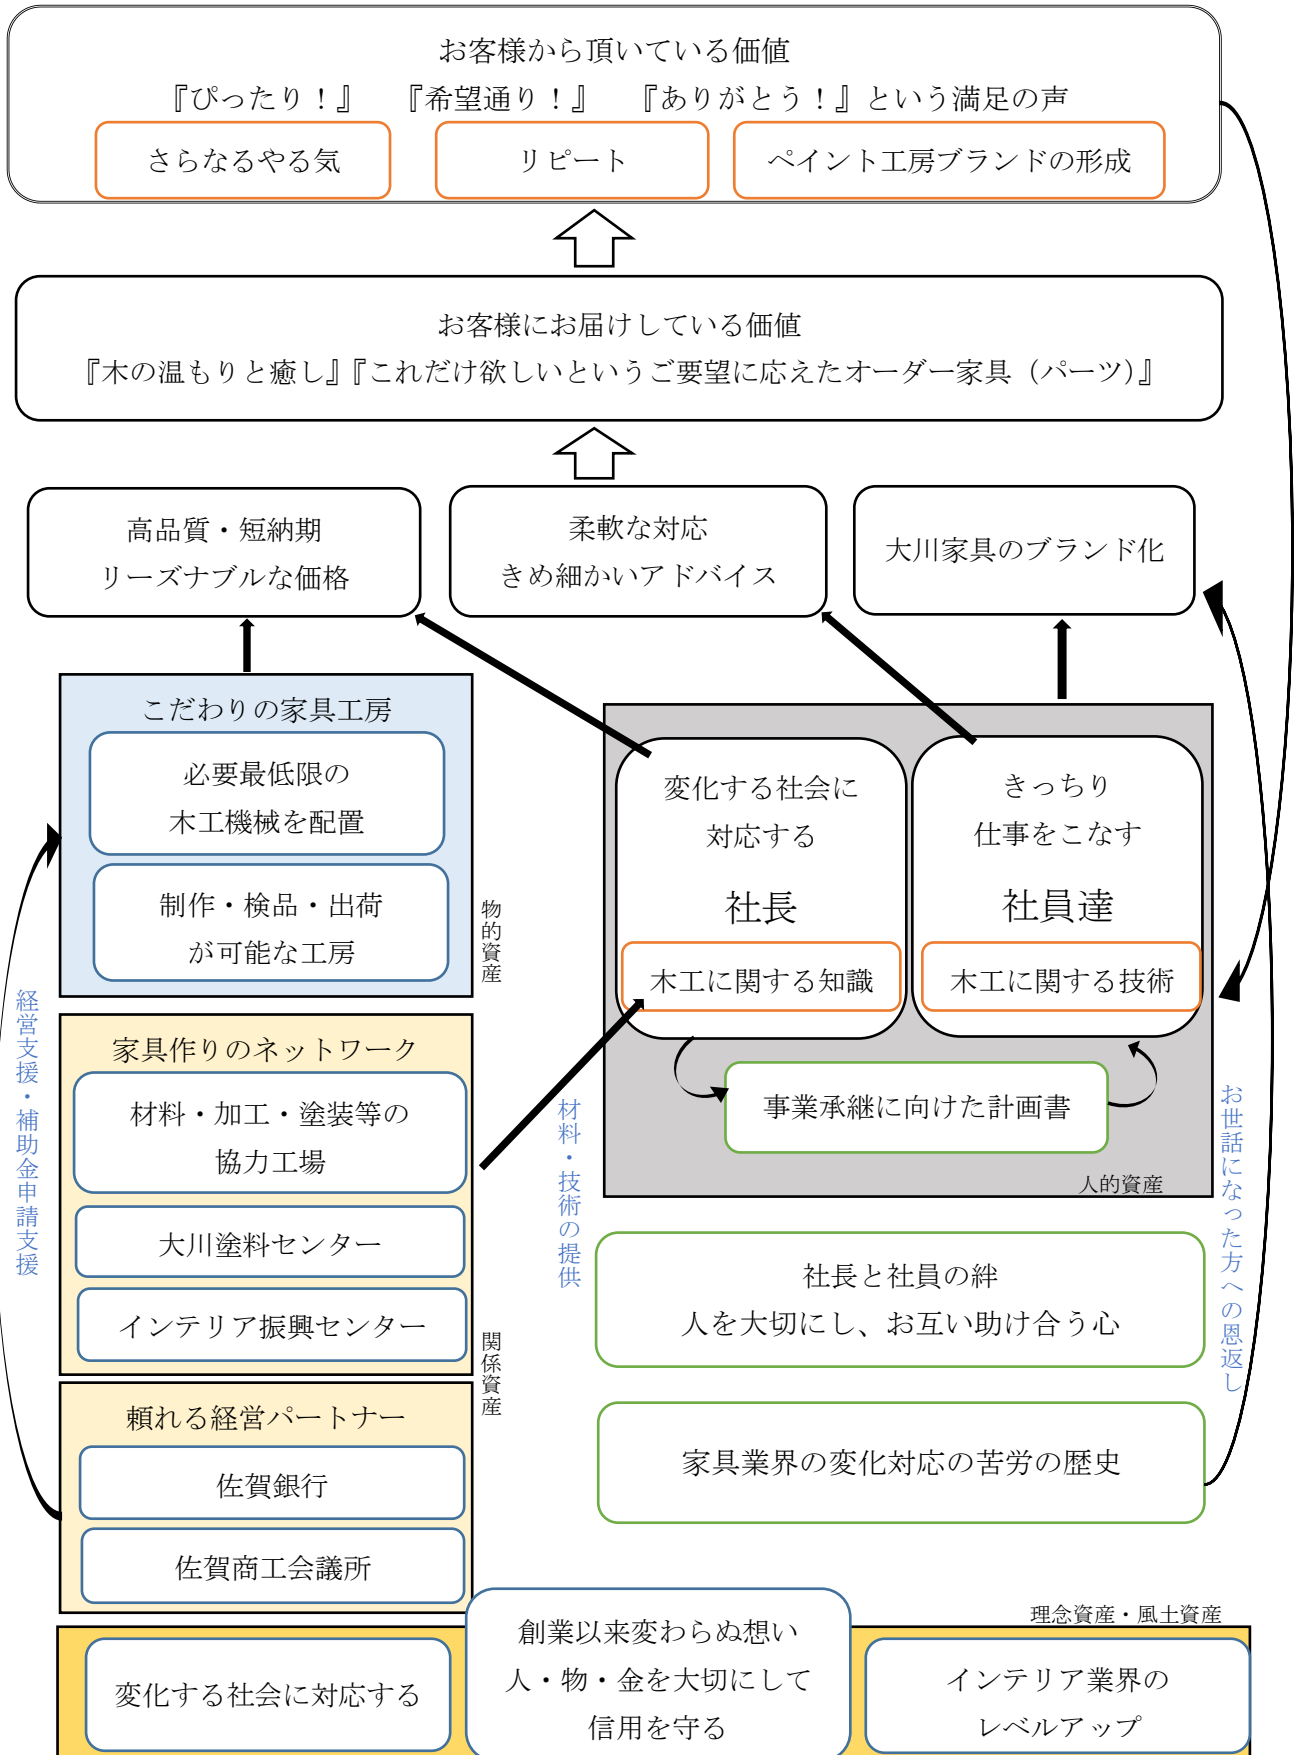 お客様から頂いている価値
『ぴったり！』　『希望通り！』　『ありがとう！』という満足の声
さらなるやる気
リピート
ペイント工房ブランドの形成
お客様にお届けしている価値
『木の温もりと癒し』『これだけ欲しいというご要望に応えたオーダー家具（パーツ）』
高品質・短納期
リーズナブルな価格
柔軟な対応
きめ細かいアドバイス
大川家具のブランド化
こだわりの家具工房
必要最低限の
木工機械を配置
制作・検品・出荷
が可能な工房
物的資産
変化する社会に
対応する
社長
木工に関する知識
きっちり
仕事をこなす
社員達
木工に関する技術
事業承継に向けた計画書
人的資産
経営支援・補助金申請支援
家具作りのネットワーク
材料・加工・塗装等の
協力工場
大川塗料センター
インテリア振興センター
関係資産
材料・技術の提供
お世話になった方への恩返し
社長と社員の絆
人を大切にし、お互い助け合う心
頼れる経営パートナー
佐賀銀行
佐賀商工会議所
家具業界の変化対応の苦労の歴史
理念資産・風土資産
変化する社会に対応する
創業以来変わらぬ想い
人・物・金を大切にして
信用を守る
インテリア業界の
レベルアップ